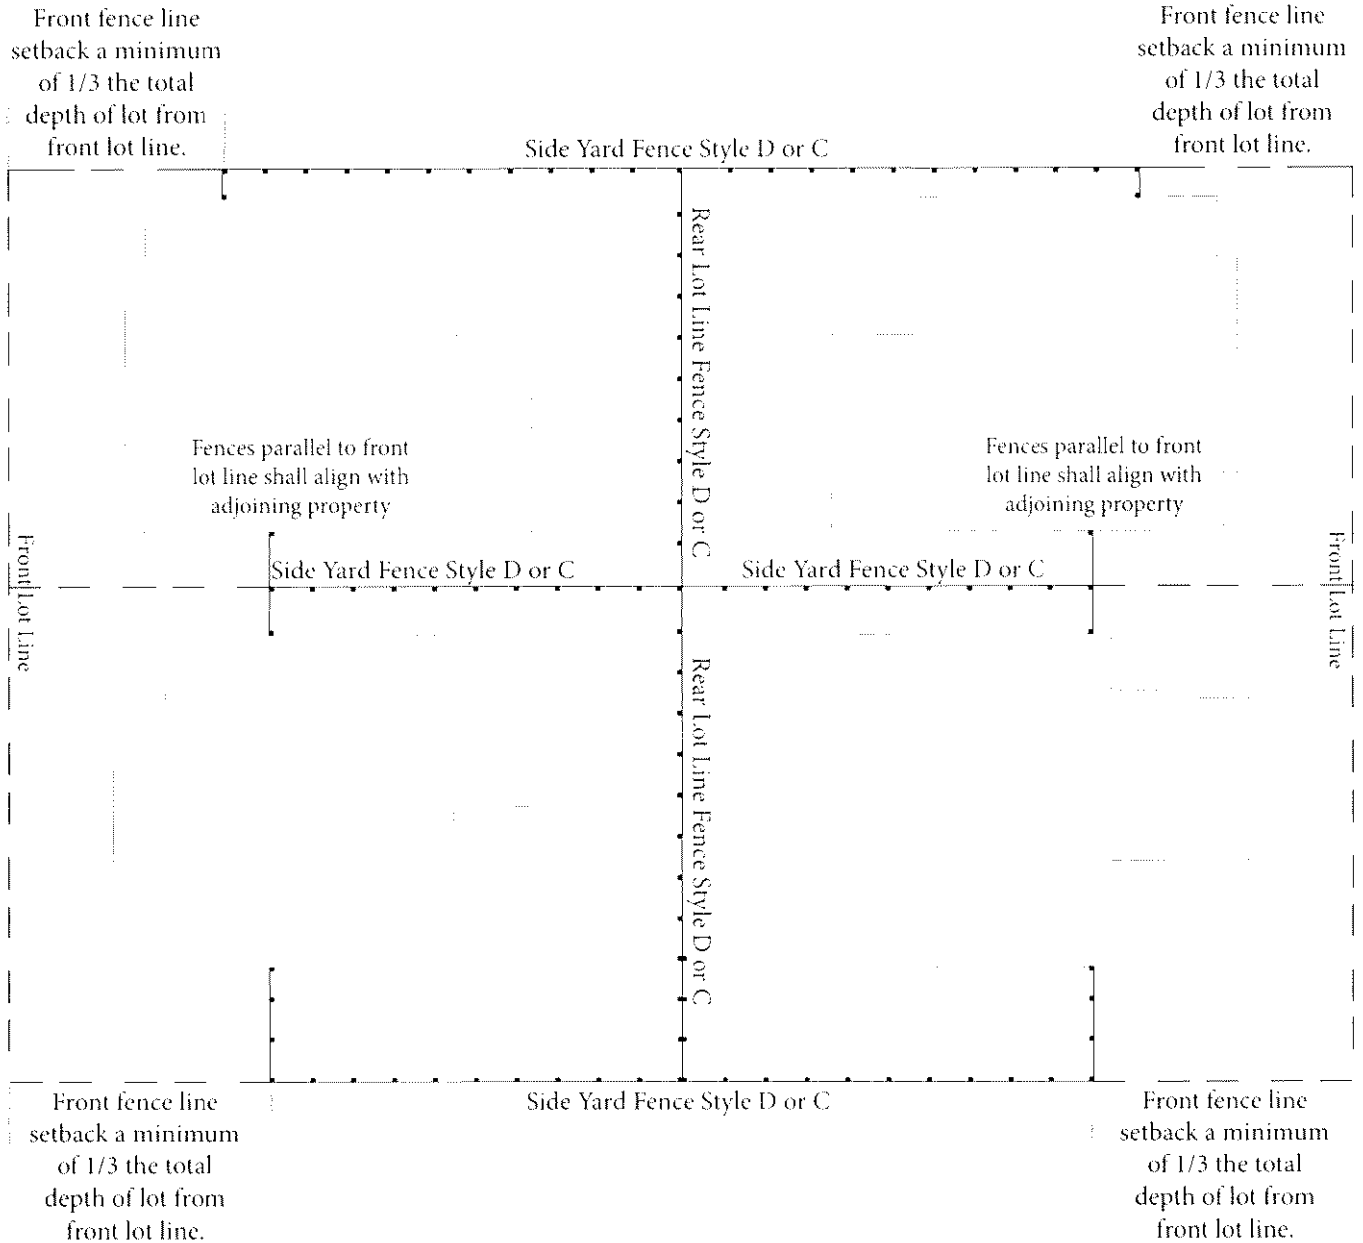 Front fence line
setback a minimum
of 1/3 the total
depth of lot from
front lot line.
Front fence line
setback a minimum
of 1/3 the total
depth of lot from
front lot line.
Side Yard Fence Style D or C
Rear Lot Line Fence Style D or C
Fences parallel to front
lot line shall align with
adjoining property
Fences parallel to front
lot line shall align with
adjoining property
Front Lot Line
Side Yard Fence Style D or C
Side Yard Fence Style D or C
Front Lot Line
Rear Lot Line Fence Style D or C
Front fence line
setback a minimum
of 1/3 the total
depth of lot from
front lot line.
Side Yard Fence Style D or C
Front fence line
setback a minimum
of 1/3 the total
depth of lot from
front lot line.